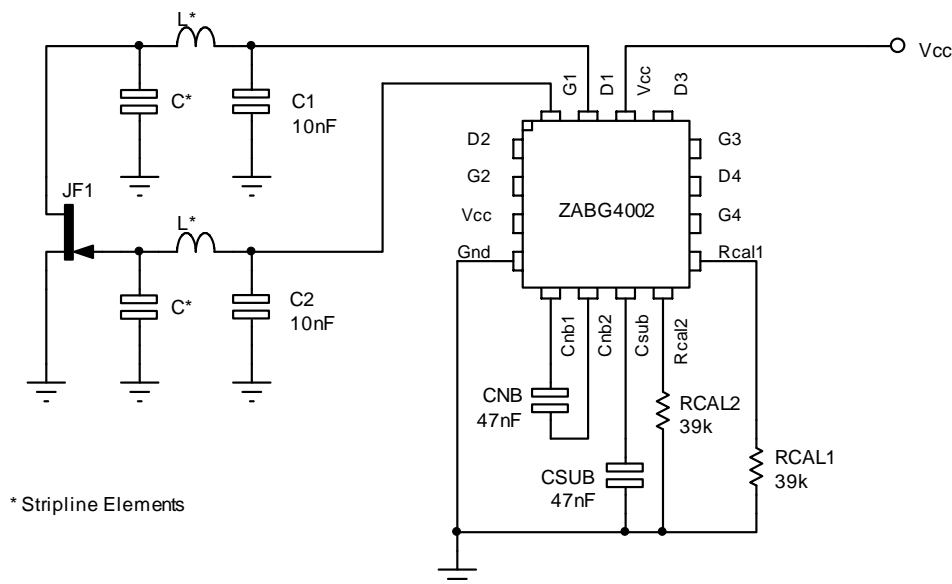 L*
Vcc
C*
C1
10nF
G1
D1
Vcc
D3
D2
G2
Vcc
Gnd
ZABG4002
G3
D4
G4
Rcal1
JF1
L*
C*
C2
10nF
Cnb1
Cnb2
Csub
Rcal2
CNB
47nF
RCAL2
39k
CSUB
47nF
RCAL1
39k
* Stripline Elements